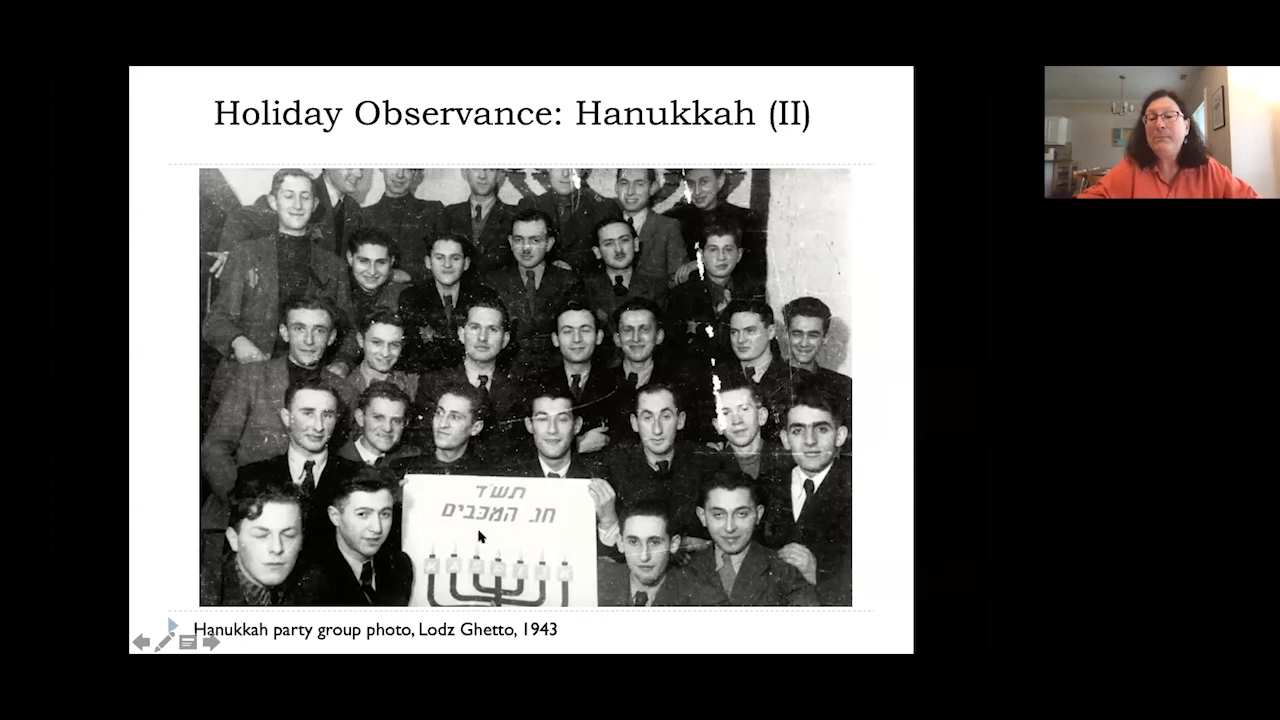 Holiday Observance: Hanukkah (II)
תש״ד
חג המכבים
Hanukkah party group photo, Lodz Ghetto, 1943